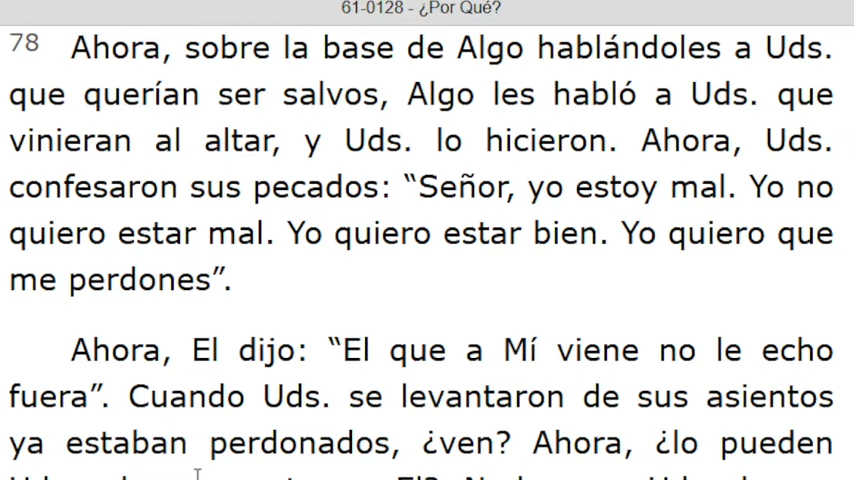 61-0128 - ¿Por Qué?
78 Ahora, sobre la base de Algo hablándoles a Uds.
que querían ser salvos, Algo les habló a Uds. que
vinieran al altar, y Uds. lo hicieron. Ahora, Uds.
confesaron sus pecados: “Señor, yo estoy mal. Yo no
quiero estar mal. Yo quiero estar bien. Yo quiero que
me perdones”.
Ahora, El dijo: “El que a Mí viene no le echo
fuera”. Cuando Uds. se levantaron de sus asientos
ya estaban perdonados, ¿ven? Ahora, ¿lo pueden